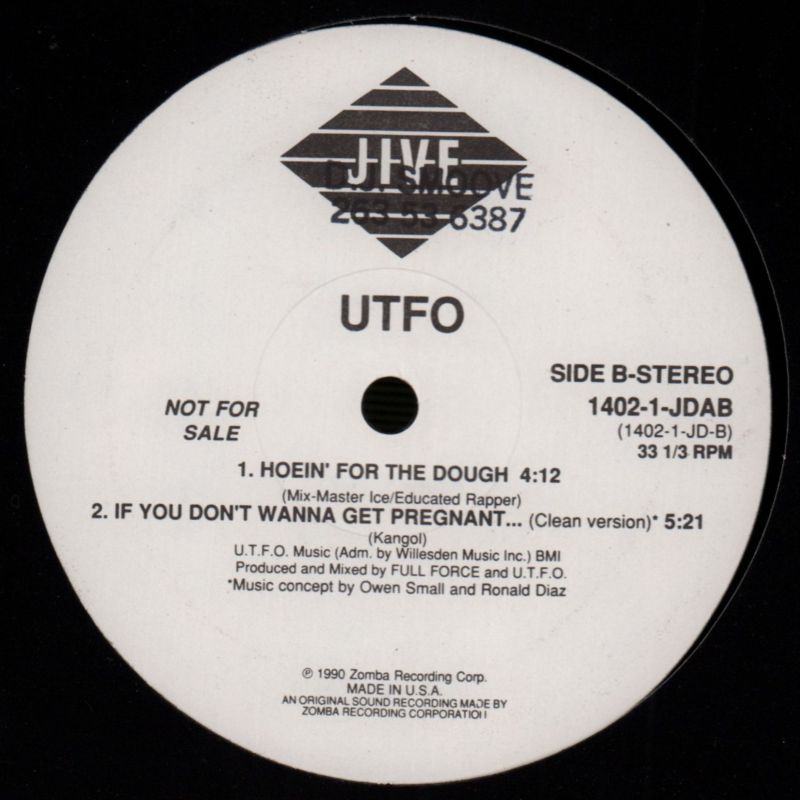 JIVE
D.J. SMOOVE
263-53-6387
UTFO
SIDE B-STEREO
NOT FOR
SALE
1402-1-JDAB
(1402-1-JD-B)
33 1/3 RPM
1. HOEIN' FOR THE DOUGH 4:12
(Mix-Master Ice/Educated Rapper)
2. IF YOU DON'T WANNA GET PREGNANT... (Clean version)* 5:21
(Kangol)
U.T.F.O. Music (Adm. by Willesden Music Inc.) BMI
Produced and Mixed by FULL FORCE and U.T.F.O.
*Music concept by Owen Small and Ronald Diaz
℗ 1990 Zomba Recording Corp.
MADE IN U.S.A.
AN ORIGINAL SOUND RECORDING MADE BY
ZOMBA RECORDING CORPORATION